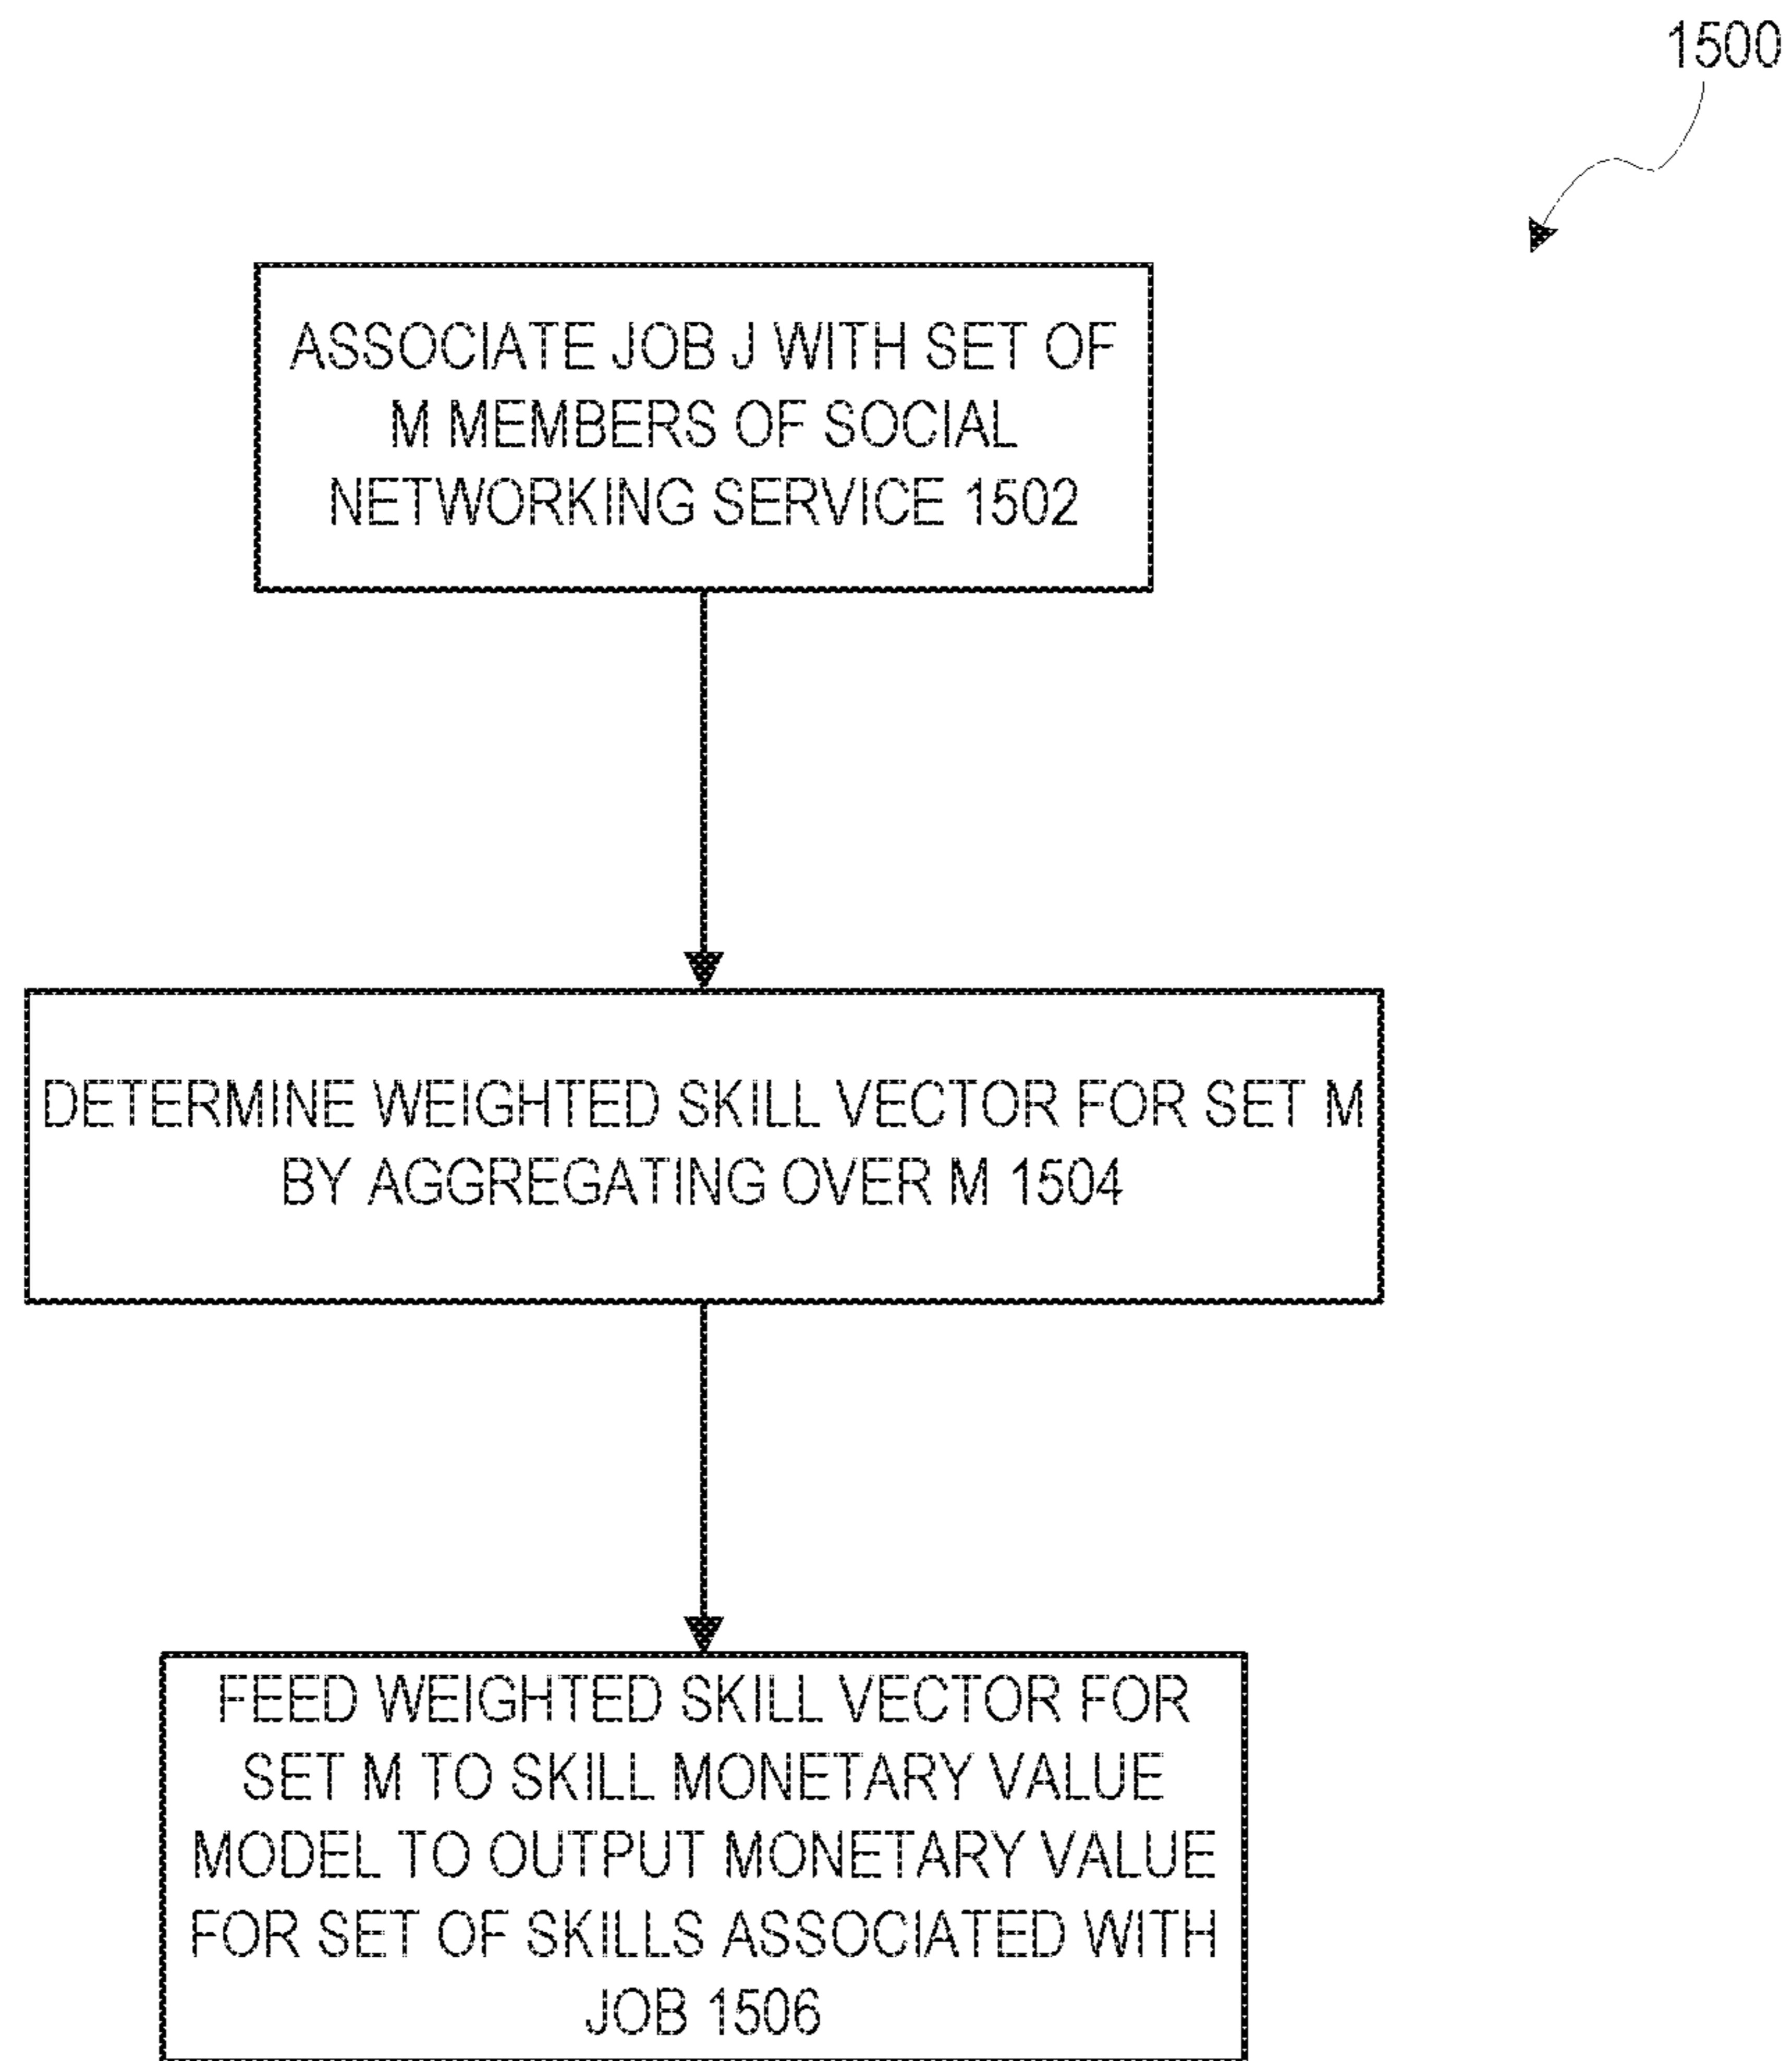 1500
ASSOCIATE JOB J WITH SET OF
M MEMBERS OF SOCIAL
NETWORKING SERVICE 1502
DETERMINE WEIGHTED SKILL VECTOR FOR SET M
BY AGGREGATING OVER M 1504
FEED WEIGHTED SKILL VECTOR FOR
SET M TO SKILL MONETARY VALUE
MODEL TO OUTPUT MONETARY VALUE
FOR SET OF SKILLS ASSOCIATED WITH
JOB 1506